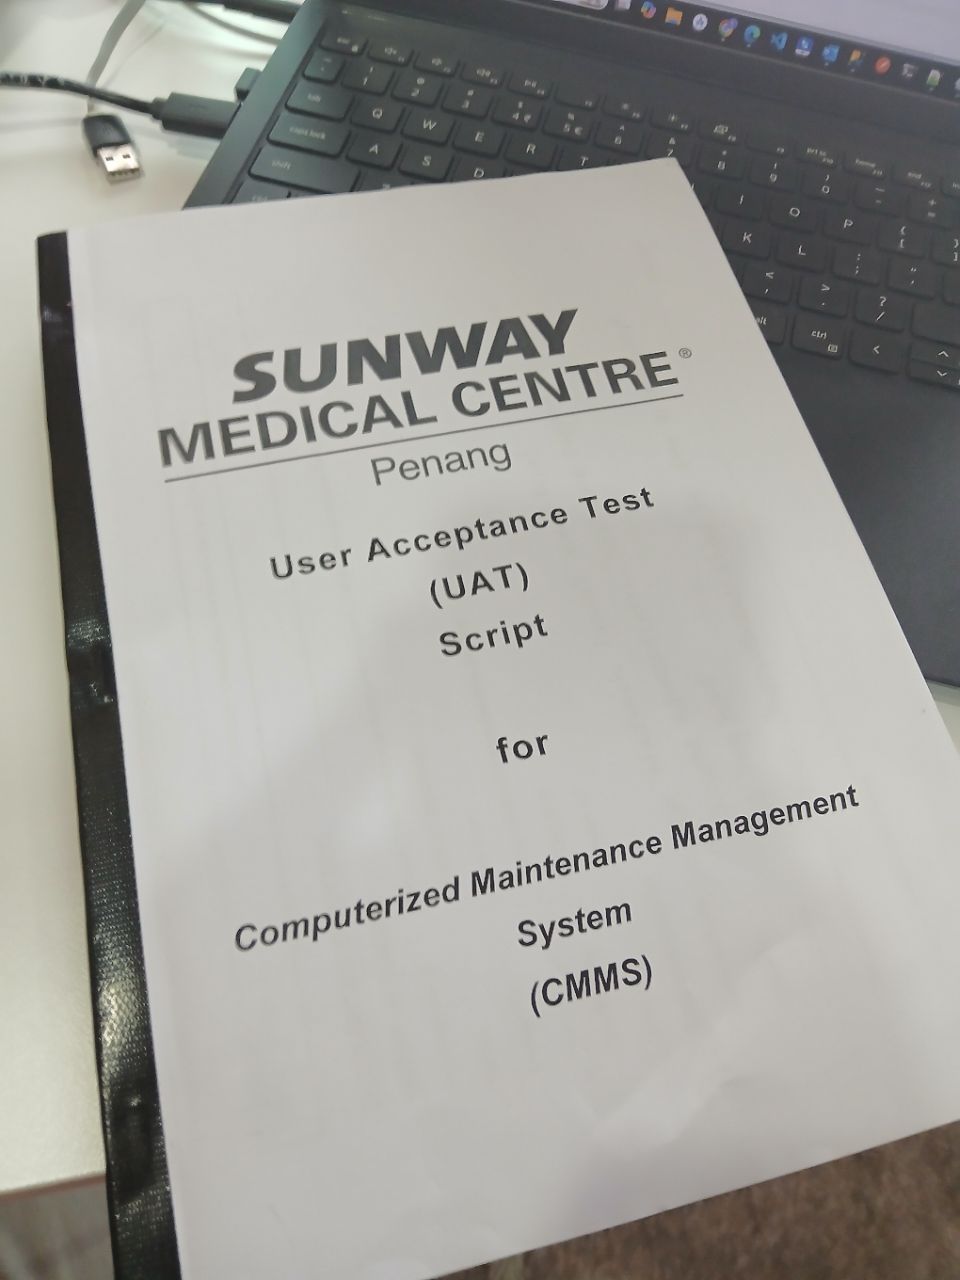 SUNWAY
MEDICAL CENTRE®
Penang
User Acceptance Test
(UAT)
Script
for
Computerized Maintenance Management
System
(CMMS)